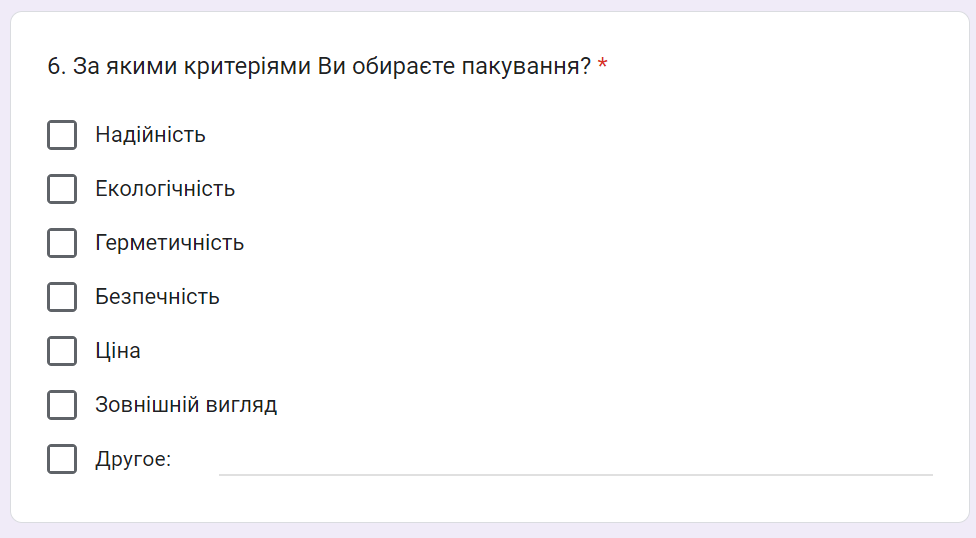 6. За якими критеріями Ви обираєте пакування? *
Надійність
Екологічність
Герметичність
Безпечність
Ціна
Зовнішній вигляд
Другое: